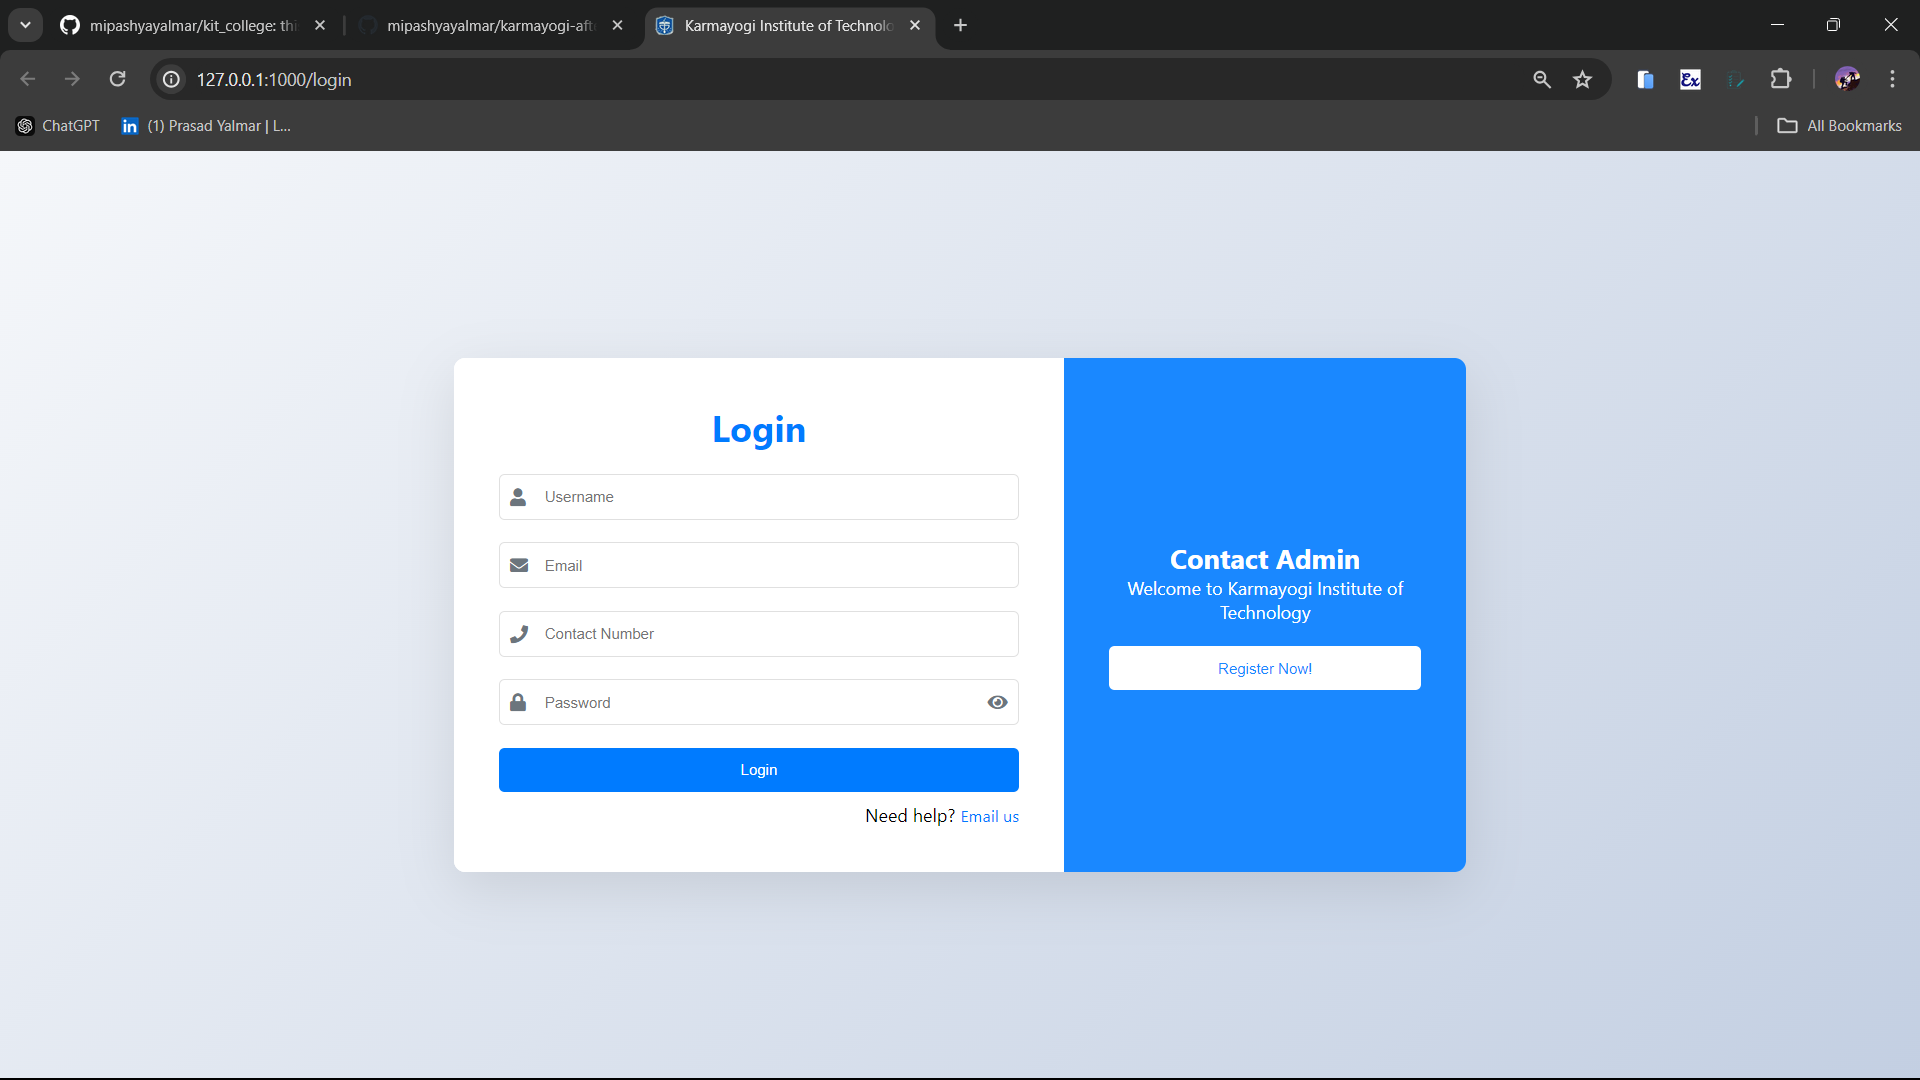 mipashyayalmar/kit_college: thi
mipashyayalmar/karmayogi-aft
Karmayogi Institute of Technolo
127.0.0.1:1000/login
Ex
ChatGPT
in (1) Prasad Yalmar | L...
All Bookmarks
Login
Username
Email
Contact Number
Password
Login
Need help? Email us
Contact Admin
Welcome to Karmayogi Institute of
Technology
Register Now!